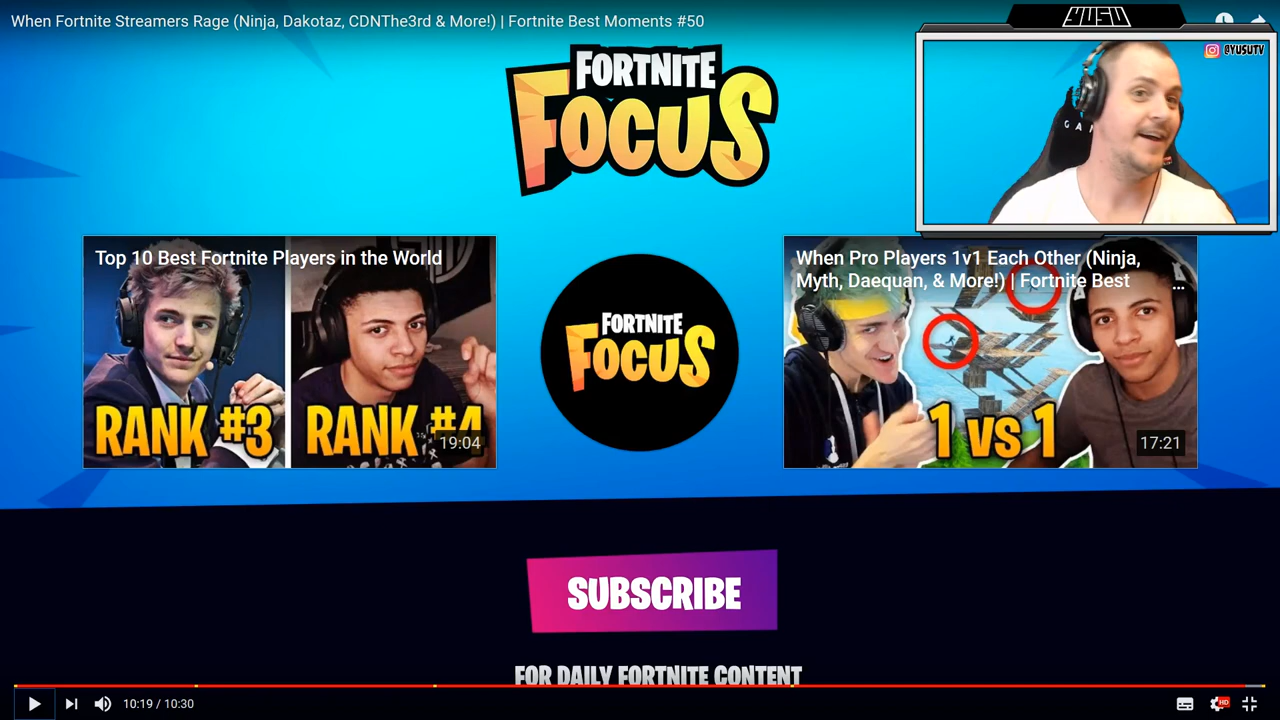 When Fortnite Streamers Rage (Ninja, Dakotaz, CDNThe3rd & More!) | Fortnite Best Moments #50
YUSU
@YUSUTV
GA
FORTNITE
FOCUS
Top 10 Best Fortnite Players in the World
RANK #3
RANK #4
19:04
FORTNITE
FOCUS
When Pro Players 1v1 Each Other (Ninja,
Myth, Daequan, & More!) | Fortnite Best
...
1 vs 1
17:21
SUBSCRIBE
FOR DAILY FORTNITE CONTENT
10:19 / 10:30
HD